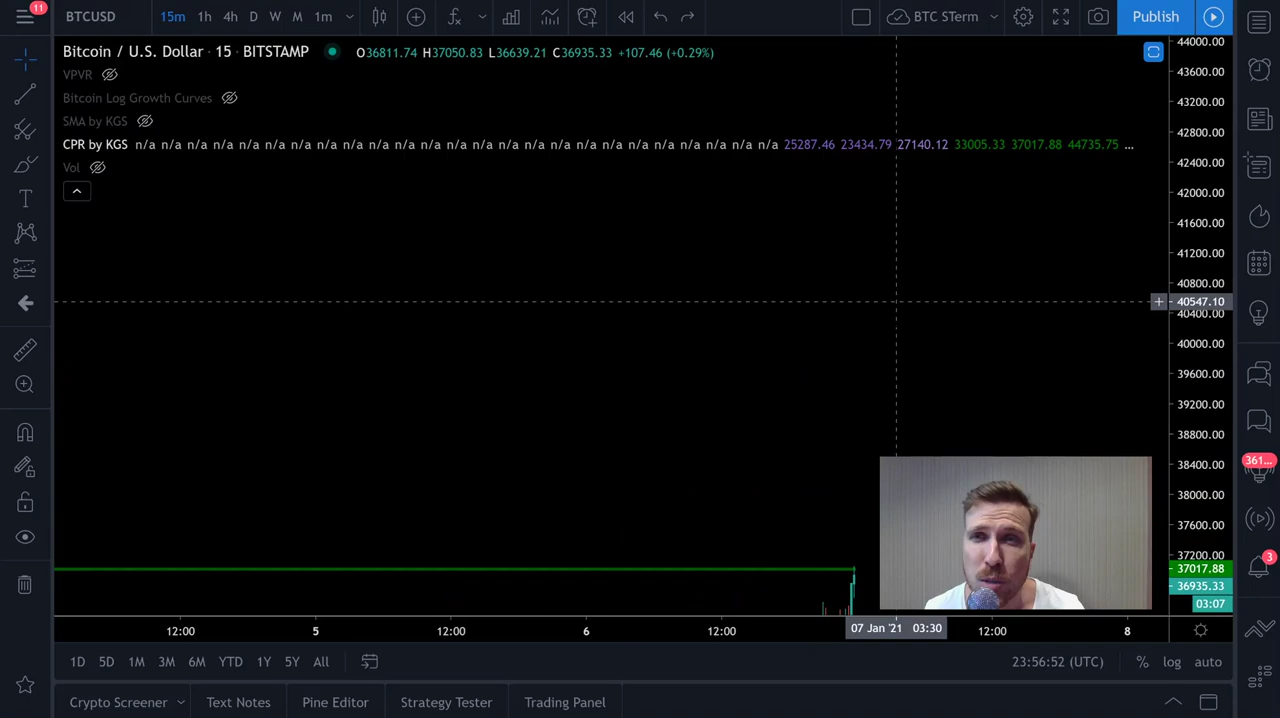 11
BTCUSD 15m 1h 4h D W M 1m BTC STerm Publish
Bitcoin / U.S. Dollar · 15 · BITSTAMP O36811.74 H37050.83 L36639.21 C36935.33 +107.46 (+0.29%)
VPVR
Bitcoin Log Growth Curves
SMA by KGS
CPR by KGS n/a n/a n/a n/a n/a n/a n/a n/a n/a n/a n/a n/a n/a n/a n/a n/a n/a n/a n/a n/a n/a n/a n/a n/a n/a 25287.46 23434.79 27140.12 33005.33 37017.88 44735.75 ...
Vol
44000.00
43600.00
43200.00
42800.00
42400.00
42000.00
41600.00
41200.00
40800.00
40547.10
40400.00
40000.00
39600.00
39200.00
38800.00
38400.00
38000.00
37600.00
37200.00
37017.88
36935.33
03:07
361...
3
12:00 5 12:00 6 12:00 07 Jan '21 03:30 12:00 8
1D 5D 1M 3M 6M YTD 1Y 5Y All 23:56:52 (UTC) % log auto
Crypto Screener Text Notes Pine Editor Strategy Tester Trading Panel